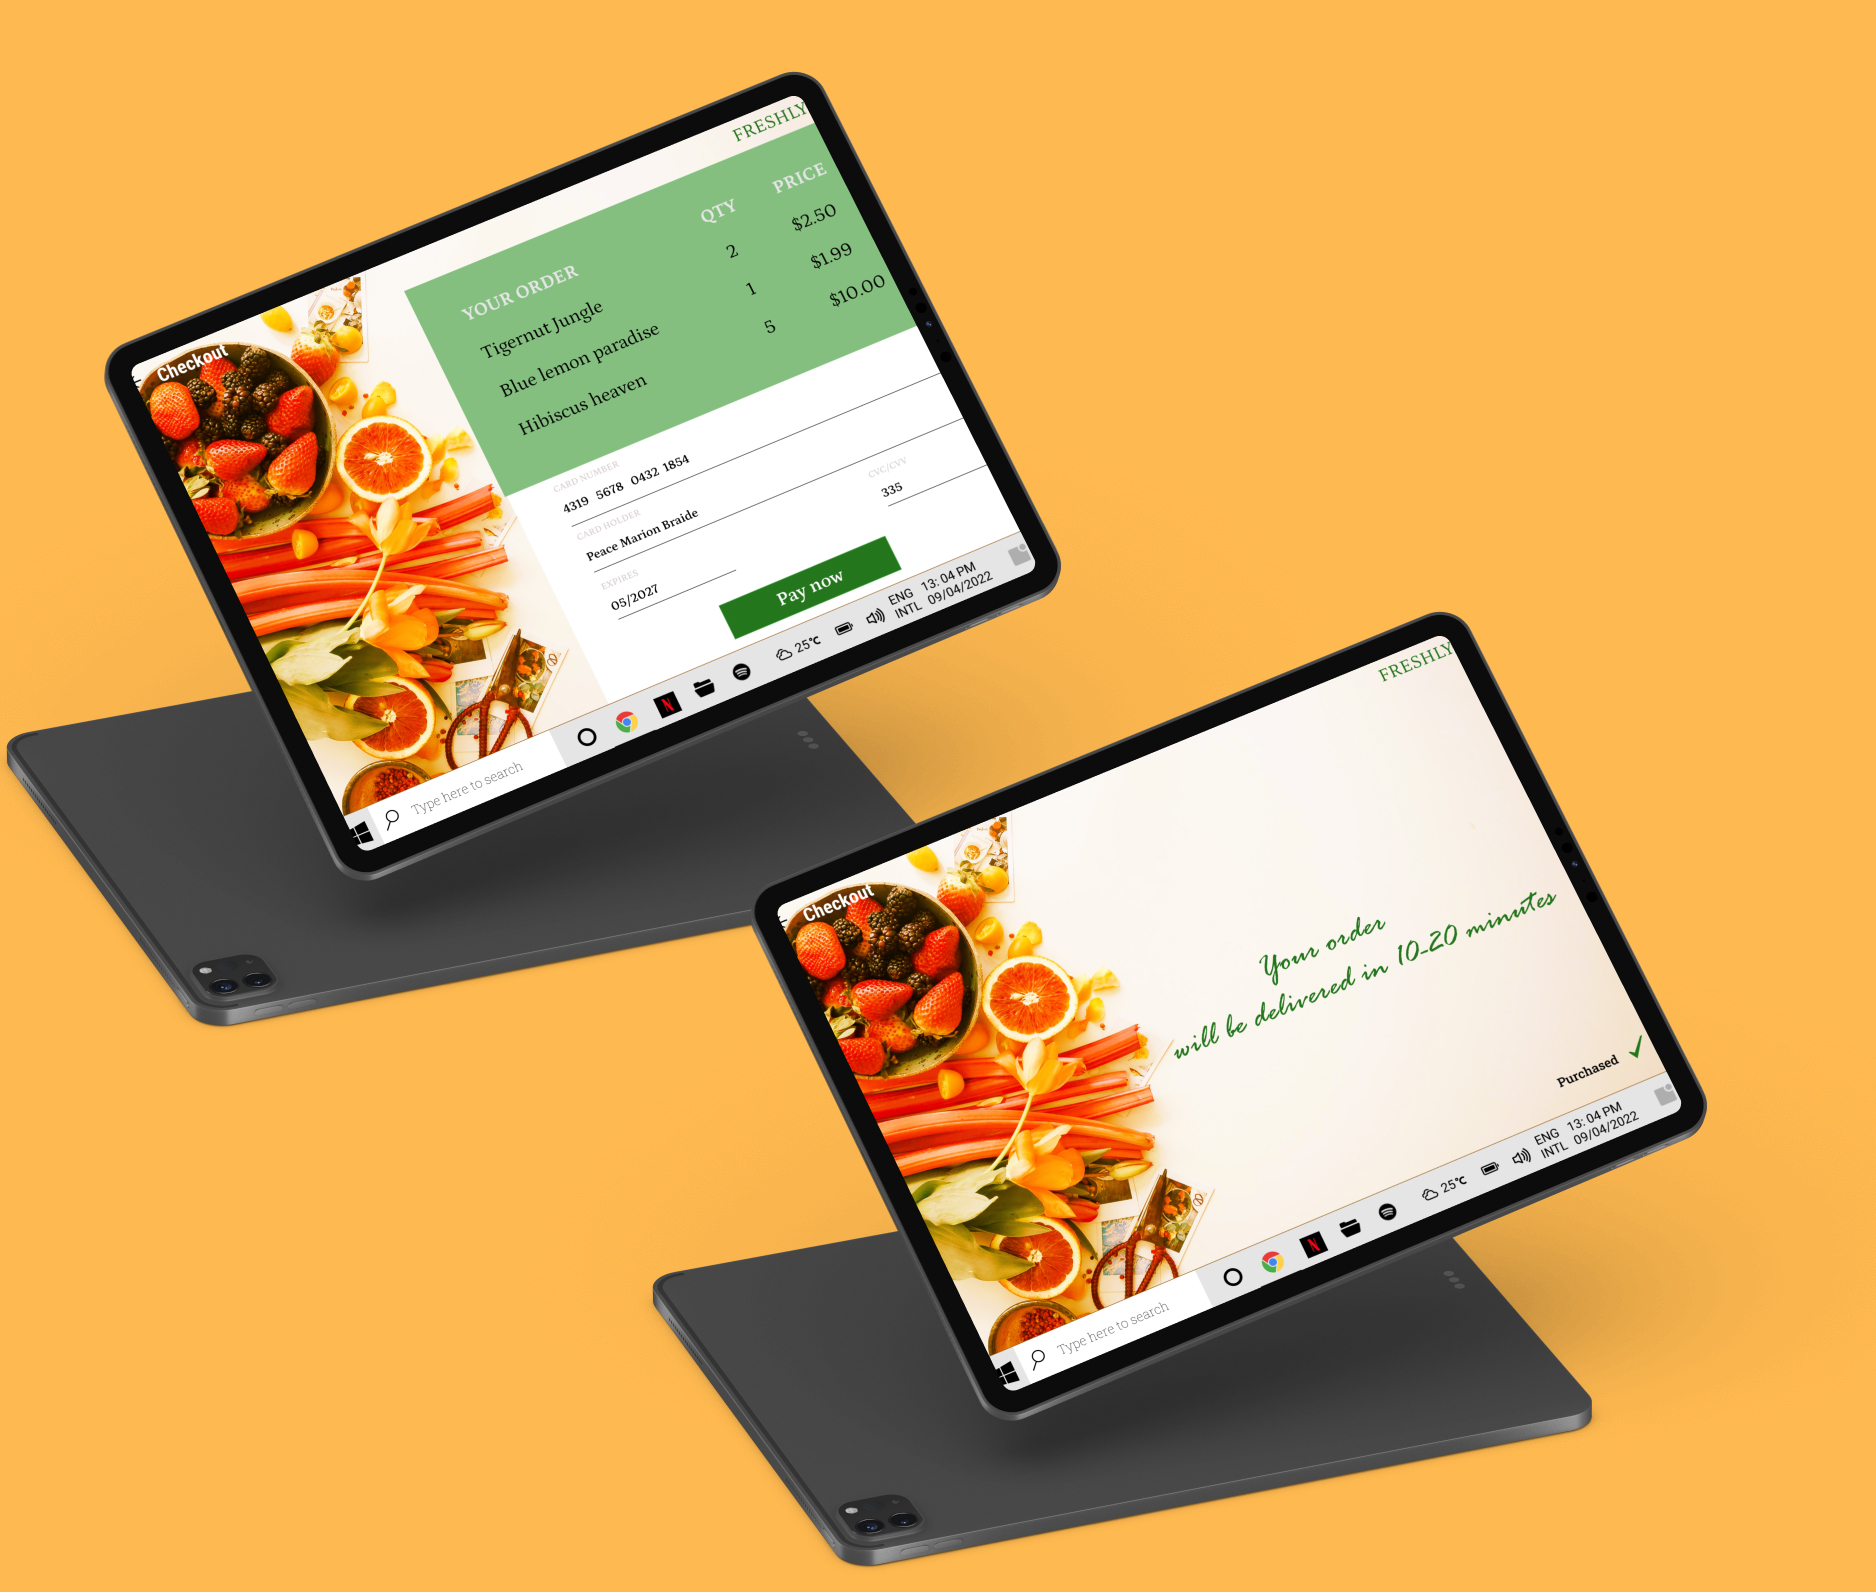 FRESHLY
Checkout
YOUR ORDER QTY PRICE
Tigernut Jungle 2 $2.50
Blue lemon paradise 1 $1.99
Hibiscus heaven 5 $10.00
CARD NUMBER
4319 5678 0432 1854
CARD HOLDER
Peace Marion Braide
EXPIRES CVC/CVV
05/2027 335
Pay now
Type here to search
25°C
ENG 13:04 PM
INTL 09/04/2022
FRESHLY
Checkout
Your order
will be delivered in 10-20 minutes
Purchased
Type here to search
25°C
ENG 13:04 PM
INTL 09/04/2022